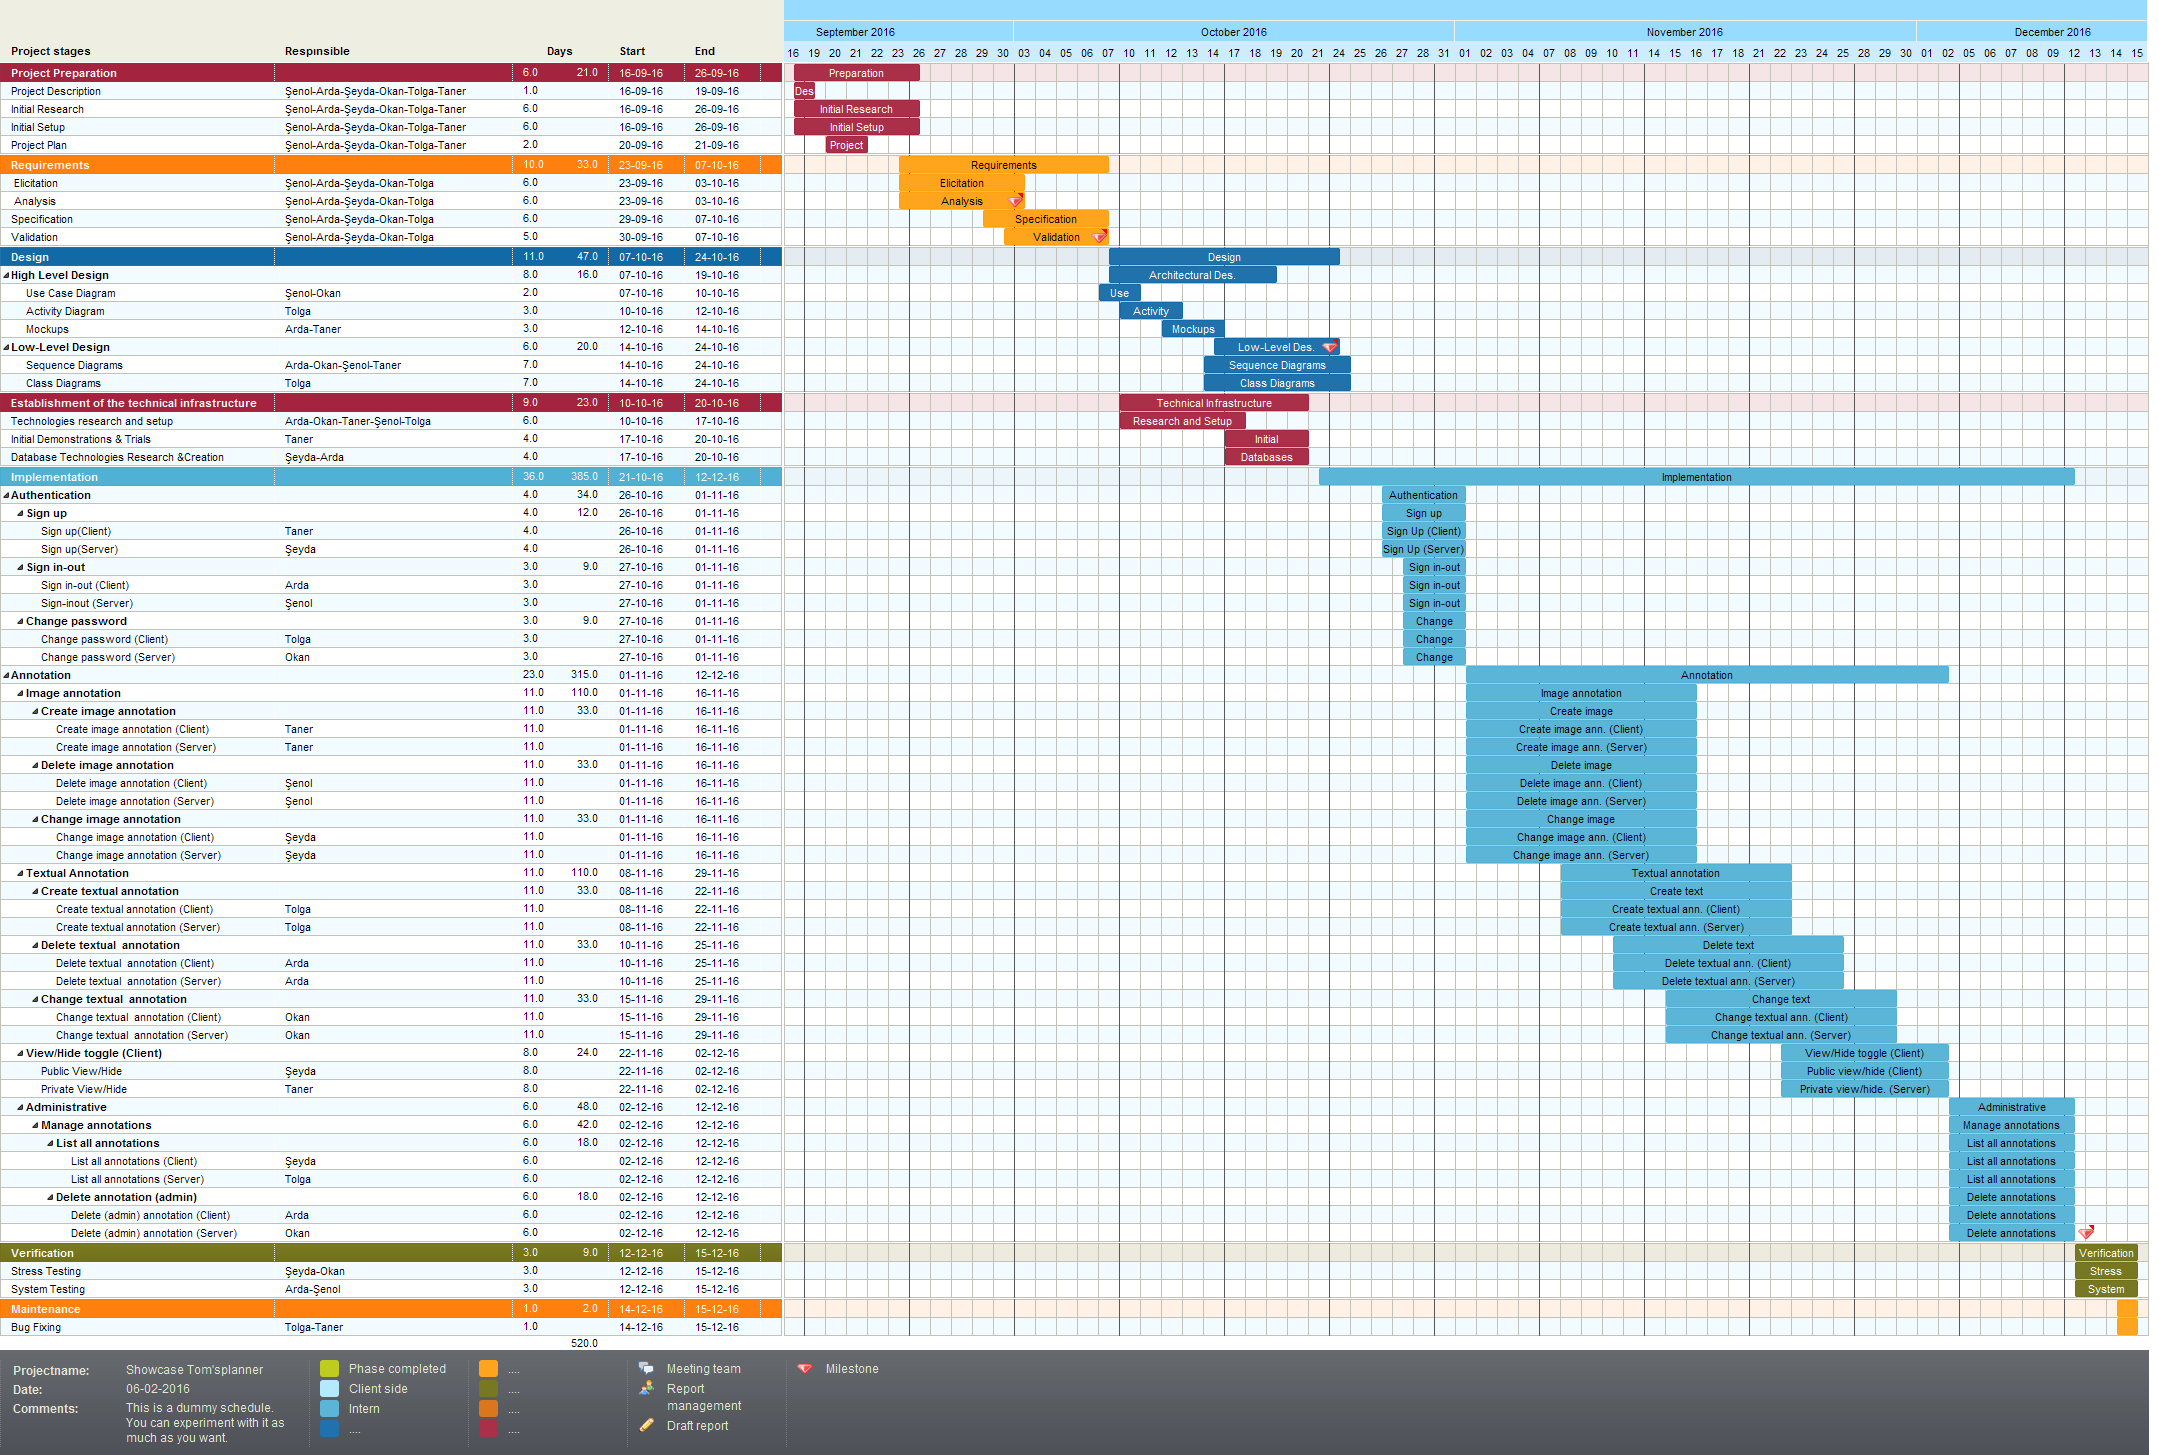 September 2016 October 2016 November 2016 December 2016
Project stages Respinsible Days Start End 16 19 20 21 22 23 26 27 28 29 30 03 04 05 06 07 10 11 12 13 14 17 18 19 20 21 24 25 26 27 28 31 01 02 03 04 07 08 09 10 11 14 15 16 17 18 21 22 23 24 25 28 29 30 01 02 05 06 07 08 09 12 13 14 15
Project Preparation 6.0 21.0 16-09-16 26-09-16 Preparation
Project Description Şenol-Arda-Şeyda-Okan-Tolga-Taner 1.0 16-09-16 19-09-16 Des
Initial Research Şenol-Arda-Şeyda-Okan-Tolga-Taner 6.0 16-09-16 26-09-16 Initial Research
Initial Setup Şenol-Arda-Şeyda-Okan-Tolga-Taner 6.0 16-09-16 26-09-16 Initial Setup
Project Plan Şenol-Arda-Şeyda-Okan-Tolga-Taner 2.0 20-09-16 21-09-16 Project
Requirements 10.0 33.0 23-09-16 07-10-16 Requirements
Elicitation Şenol-Arda-Şeyda-Okan-Tolga 6.0 23-09-16 03-10-16 Elicitation
Analysis Şenol-Arda-Şeyda-Okan-Tolga 6.0 23-09-16 03-10-16 Analysis
Specification Şenol-Arda-Şeyda-Okan-Tolga 6.0 29-09-16 07-10-16 Specification
Validation Şenol-Arda-Şeyda-Okan-Tolga 5.0 30-09-16 07-10-16 Validation
Design 11.0 47.0 07-10-16 24-10-16 Design
High Level Design 8.0 16.0 07-10-16 19-10-16 Architectural Des.
Use Case Diagram Şenol-Okan 2.0 07-10-16 10-10-16 Use
Activity Diagram Tolga 3.0 10-10-16 12-10-16 Activity
Mockups Arda-Taner 3.0 12-10-16 14-10-16 Mockups
Low-Level Design 6.0 20.0 14-10-16 24-10-16 Low-Level Des.
Sequence Diagrams Arda-Okan-Şenol-Taner 7.0 14-10-16 24-10-16 Sequence Diagrams
Class Diagrams Tolga 7.0 14-10-16 24-10-16 Class Diagrams
Establishment of the technical infrastructure 9.0 23.0 10-10-16 20-10-16 Technical Infrastructure
Technologies research and setup Arda-Okan-Taner-Şenol-Tolga 6.0 10-10-16 17-10-16 Research and Setup
Initial Demonstrations & Trials Taner 4.0 17-10-16 20-10-16 Initial
Database Technologies Research &Creation Şeyda-Arda 4.0 17-10-16 20-10-16 Databases
Implementation 36.0 385.0 21-10-16 12-12-16 Implementation
Authentication 4.0 34.0 26-10-16 01-11-16 Authentication
Sign up 4.0 12.0 26-10-16 01-11-16 Sign up
Sign up(Client) Taner 4.0 26-10-16 01-11-16 Sign Up (Client)
Sign up(Server) Şeyda 4.0 26-10-16 01-11-16 Sign Up (Server)
Sign in-out 3.0 9.0 27-10-16 01-11-16 Sign in-out
Sign in-out (Client) Arda 3.0 27-10-16 01-11-16 Sign in-out
Sign-inout (Server) Şenol 3.0 27-10-16 01-11-16 Sign in-out
Change password 3.0 9.0 27-10-16 01-11-16 Change
Change password (Client) Tolga 3.0 27-10-16 01-11-16 Change
Change password (Server) Okan 3.0 27-10-16 01-11-16 Change
Annotation 23.0 315.0 01-11-16 12-12-16 Annotation
Image annotation 11.0 110.0 01-11-16 16-11-16 Image annotation
Create image annotation 11.0 33.0 01-11-16 16-11-16 Create image
Create image annotation (Client) Taner 11.0 01-11-16 16-11-16 Create image ann. (Client)
Create image annotation (Server) Taner 11.0 01-11-16 16-11-16 Create image ann. (Server)
Delete image annotation 11.0 33.0 01-11-16 16-11-16 Delete image
Delete image annotation (Client) Şenol 11.0 01-11-16 16-11-16 Delete image ann. (Client)
Delete image annotation (Server) Şenol 11.0 01-11-16 16-11-16 Delete image ann. (Server)
Change image annotation 11.0 33.0 01-11-16 16-11-16 Change image
Change image annotation (Client) Şeyda 11.0 01-11-16 16-11-16 Change image ann. (Client)
Change image annotation (Server) Şeyda 11.0 01-11-16 16-11-16 Change image ann. (Server)
Textual Annotation 11.0 110.0 08-11-16 29-11-16 Textual annotation
Create textual annotation 11.0 33.0 08-11-16 22-11-16 Create text
Create textual annotation (Client) Tolga 11.0 08-11-16 22-11-16 Create textual ann. (Client)
Create textual annotation (Server) Tolga 11.0 08-11-16 22-11-16 Create textual ann. (Server)
Delete textual annotation 11.0 33.0 10-11-16 25-11-16 Delete text
Delete textual annotation (Client) Arda 11.0 10-11-16 25-11-16 Delete textual ann. (Client)
Delete textual annotation (Server) Arda 11.0 10-11-16 25-11-16 Delete textual ann. (Server)
Change textual annotation 11.0 33.0 15-11-16 29-11-16 Change text
Change textual annotation (Client) Okan 11.0 15-11-16 29-11-16 Change textual ann. (Client)
Change textual annotation (Server) Okan 11.0 15-11-16 29-11-16 Change textual ann. (Server)
View/Hide toggle (Client) 8.0 24.0 22-11-16 02-12-16 View/Hide toggle (Client)
Public View/Hide Şeyda 8.0 22-11-16 02-12-16 Public view/hide (Client)
Private View/Hide Taner 8.0 22-11-16 02-12-16 Private view/hide. (Server)
Administrative 6.0 48.0 02-12-16 12-12-16 Administrative
Manage annotations 6.0 42.0 02-12-16 12-12-16 Manage annotations
List all annotations 6.0 18.0 02-12-16 12-12-16 List all annotations
List all annotations (Client) Şeyda 6.0 02-12-16 12-12-16 List all annotations
List all annotations (Server) Tolga 6.0 02-12-16 12-12-16 List all annotations
Delete annotation (admin) 6.0 18.0 02-12-16 12-12-16 Delete annotations
Delete (admin) annotation (Client) Arda 6.0 02-12-16 12-12-16 Delete annotations
Delete (admin) annotation (Server) Okan 6.0 02-12-16 12-12-16 Delete annotations
Verification 3.0 9.0 12-12-16 15-12-16 Verification
Stress Testing Şeyda-Okan 3.0 12-12-16 15-12-16 Stress
System Testing Arda-Şenol 3.0 12-12-16 15-12-16 System
Maintenance 1.0 2.0 14-12-16 15-12-16
Bug Fixing Tolga-Taner 1.0 14-12-16 15-12-16
520.0
Projectname: Showcase Tom'splanner
Date: 06-02-2016
Comments: This is a dummy schedule.
You can experiment with it as
much as you want.
Phase completed
Client side
Intern
....
....
....
....
....
Meeting team
Report
management
Draft report
Milestone